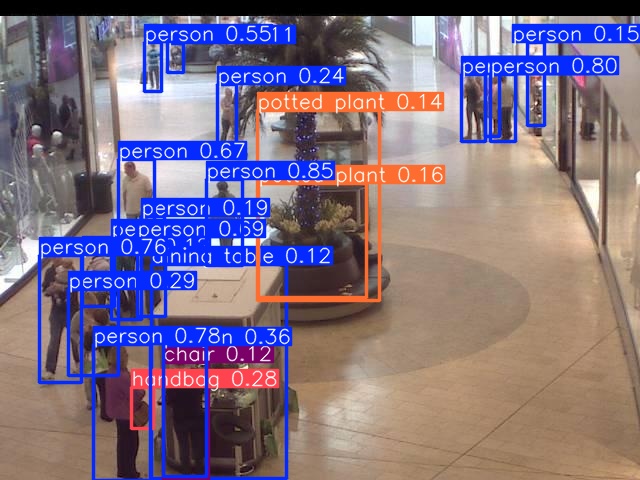 person 0.5511
person 0.15
person 0.24
person 0.80
potted plant 0.14
person 0.67
person 0.85
plant 0.16
person 0.19
person 0.69
person 0.76
dining table 0.12
person 0.29
person 0.78n 0.36
chair 0.12
handbag 0.28